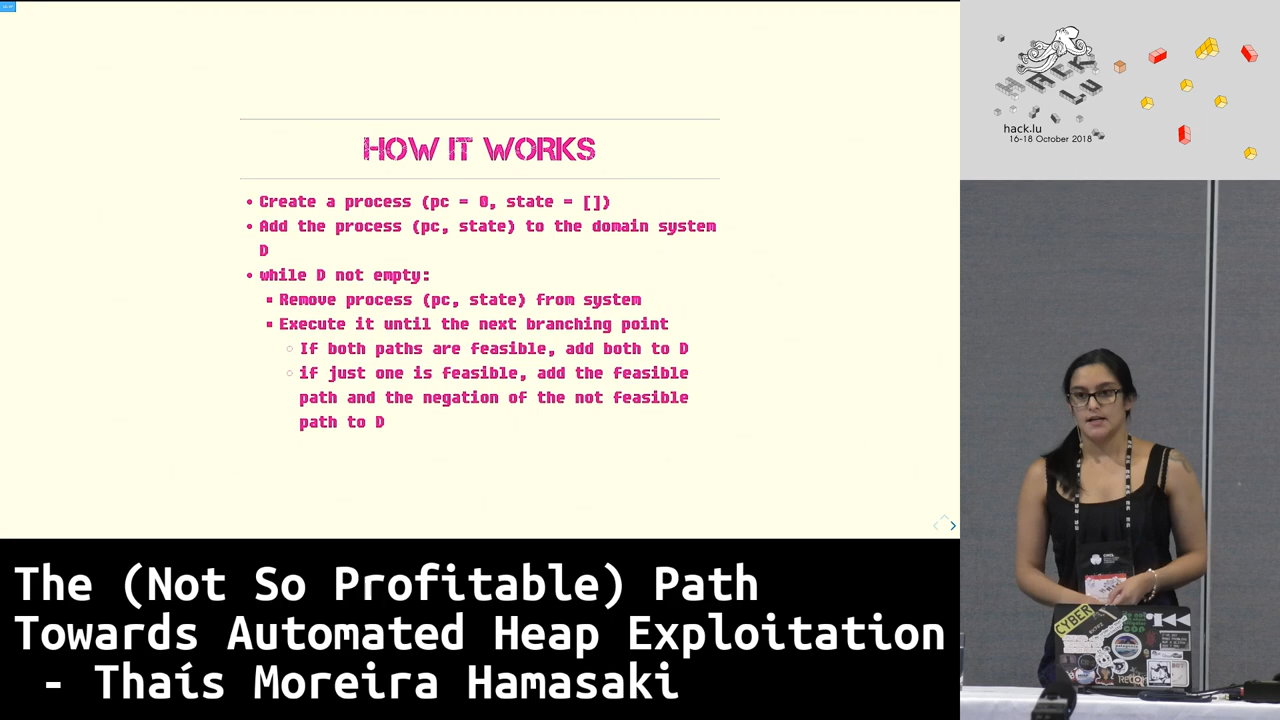 HOW IT WORKS
Create a process (pc = 0, state = [])
Add the process (pc, state) to the domain system
D
while D not empty:
Remove process (pc, state) from system
Execute it until the next branching point
If both paths are feasible, add both to D
if just one is feasible, add the feasible
path and the negation of the not feasible
path to D
HACK
LU
hack.lu
16-18 October 2018
CYBER
The (Not So Profitable) Path
Towards Automated Heap Exploitation
- Thaís Moreira Hamasaki